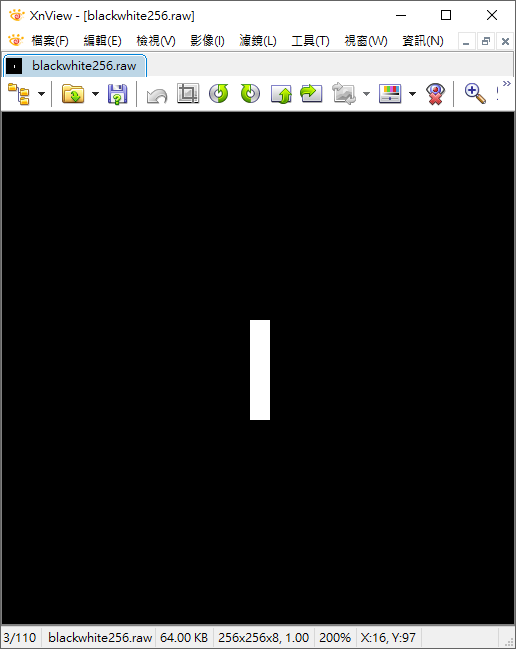 XnView - [blackwhite256.raw]
檔案(F) 編輯(E) 檢視(V) 影像(I) 濾鏡(L) 工具(T) 視窗(W) 資訊(N)
blackwhite256.raw
3/110 blackwhite256.raw 64.00 KB 256x256x8, 1.00 200% X:16, Y:97